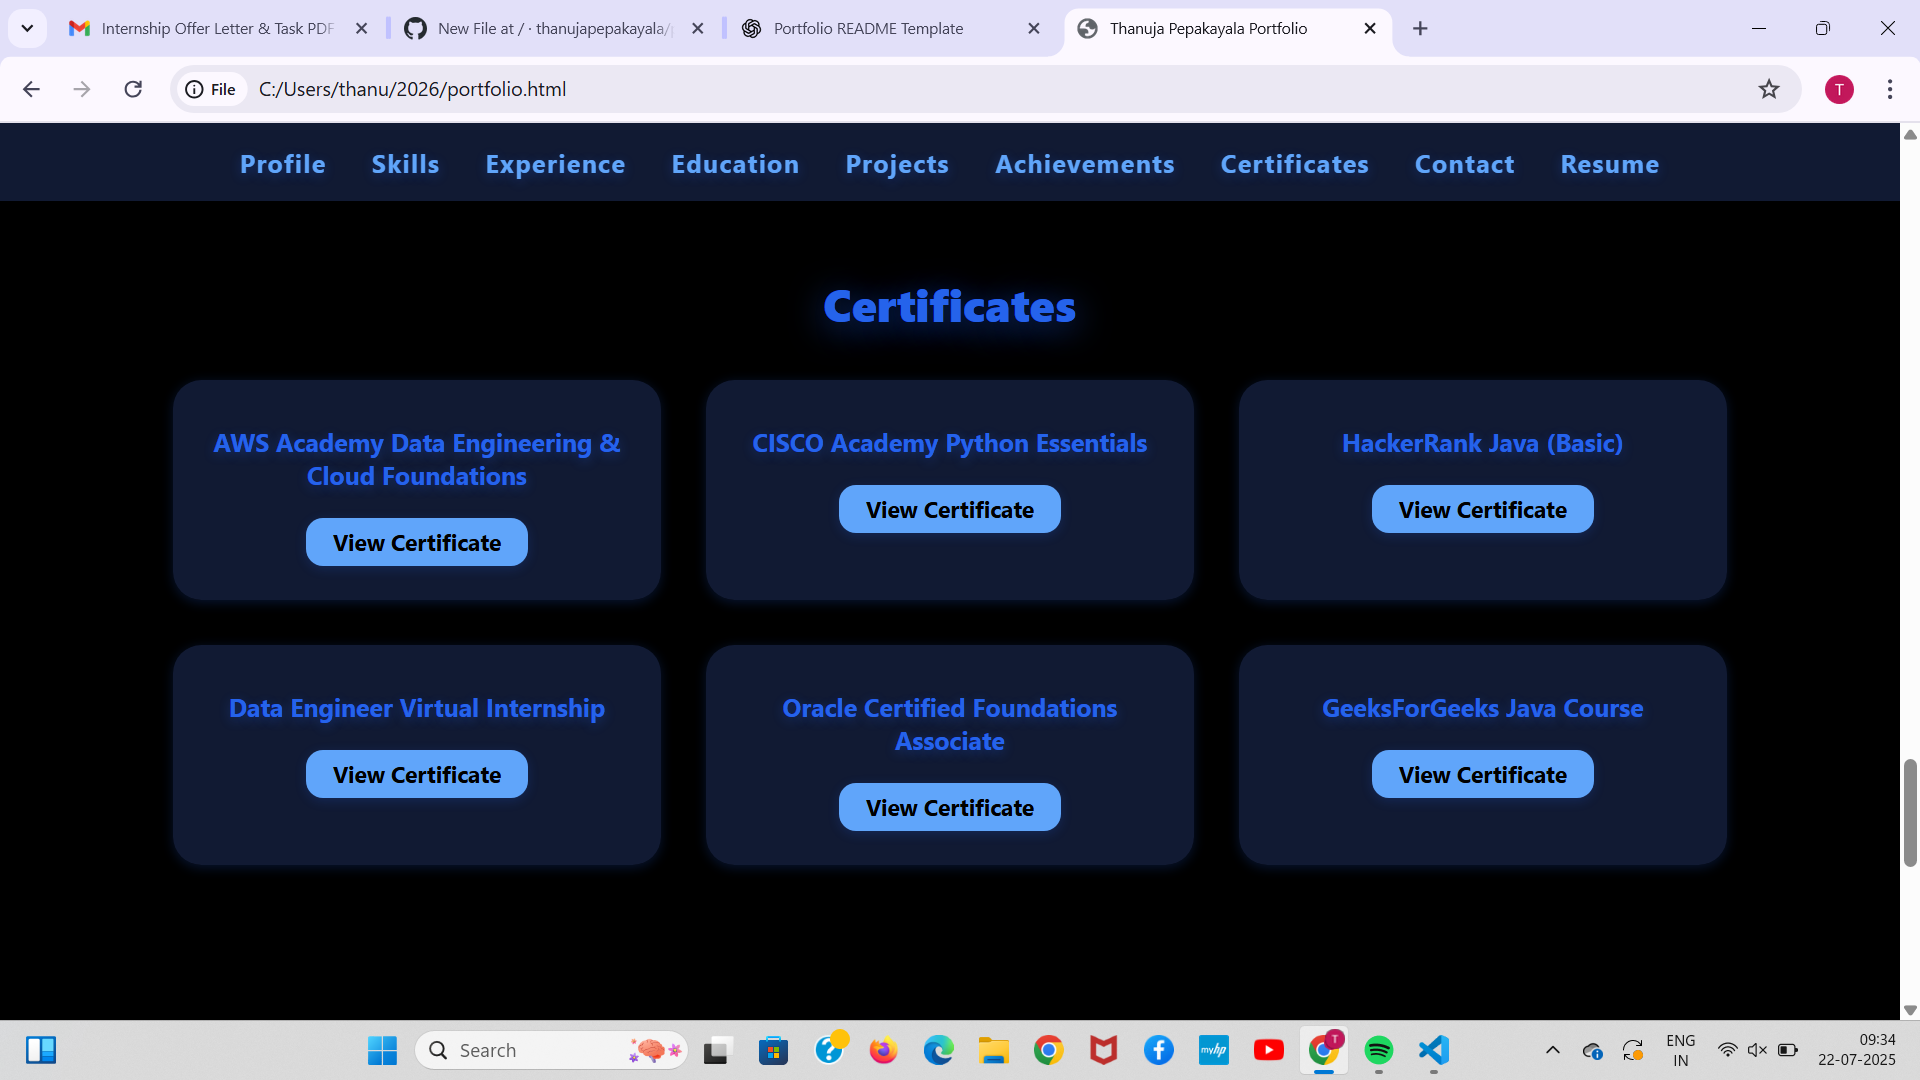 Internship Offer Letter & Task PDF
New File at / · thanujapepakayala/p
Portfolio README Template
Thanuja Pepakayala Portfolio
File
C:/Users/thanu/2026/portfolio.html
T
Profile Skills Experience Education Projects Achievements Certificates Contact Resume
Certificates
AWS Academy Data Engineering &
Cloud Foundations
View Certificate
CISCO Academy Python Essentials
View Certificate
HackerRank Java (Basic)
View Certificate
Data Engineer Virtual Internship
View Certificate
Oracle Certified Foundations
Associate
View Certificate
GeeksForGeeks Java Course
View Certificate
Search
myhp
T
ENG
IN
09:34
22-07-2025